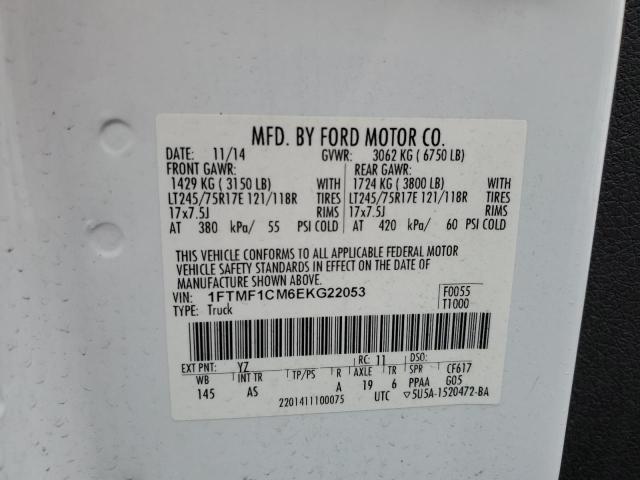 MFD. BY FORD MOTOR CO.
DATE: 11/14 GVWR: 3062 KG ( 6750 LB)
FRONT GAWR: REAR GAWR:
1429 KG ( 3150 LB) WITH 1724 KG ( 3800 LB) WITH
LT245/75R17E 121/118R TIRES LT245/75R17E 121/118R TIRES
17x7.5J RIMS 17x7.5J RIMS
AT 380 kPa/ 55 PSI COLD AT 420 kPa/ 60 PSI COLD
THIS VEHICLE CONFORMS TO ALL APPLICABLE FEDERAL MOTOR
VEHICLE SAFETY STANDARDS IN EFFECT ON THE DATE OF
MANUFACTURE SHOWN ABOVE.
VIN: 1FTMF1CM6EKG22053 F0055
TYPE: Truck T1000
EXT PNT: YZ RC: 11 DSO:
WB INT TR TP/PS R AXLE TR SPR CF617
145 AS A 19 6 PPAA G05
2201411100075 UTC ▽5U5A-1520472-BA